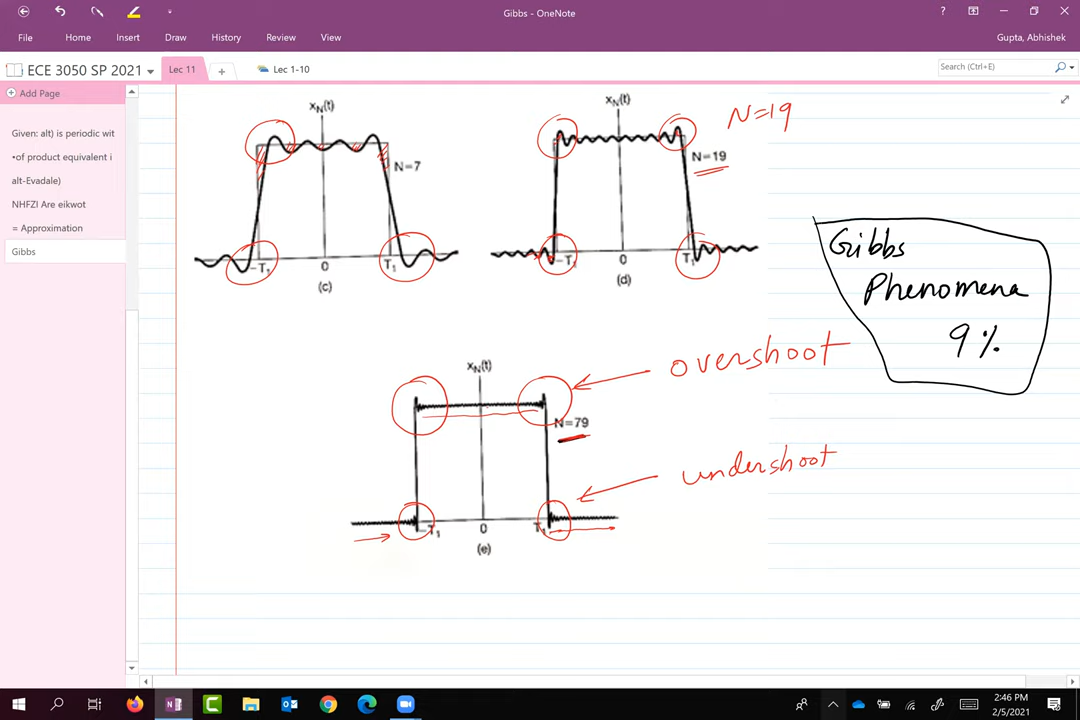 Gibbs - OneNote
?
File Home Insert Draw History Review View
Gupta, Abhishek
ECE 3050 SP 2021
Lec 11
Lec 1-10
Search (Ctrl+E)
Add Page
Given: alt) is periodic wit
•of product equivalent i
alt-Evadale)
NHFZI Are eikwot
= Approximation
Gibbs
xN(t)
N=7
-T1 0 T1
(c)
xN(t)
N=19
N=19
-T1 0 T1
(d)
Gibbs
Phenomena
9%
xN(t)
overshoot
N=79
undershoot
-T1 0 T1
(e)
2:46 PM
2/5/2021